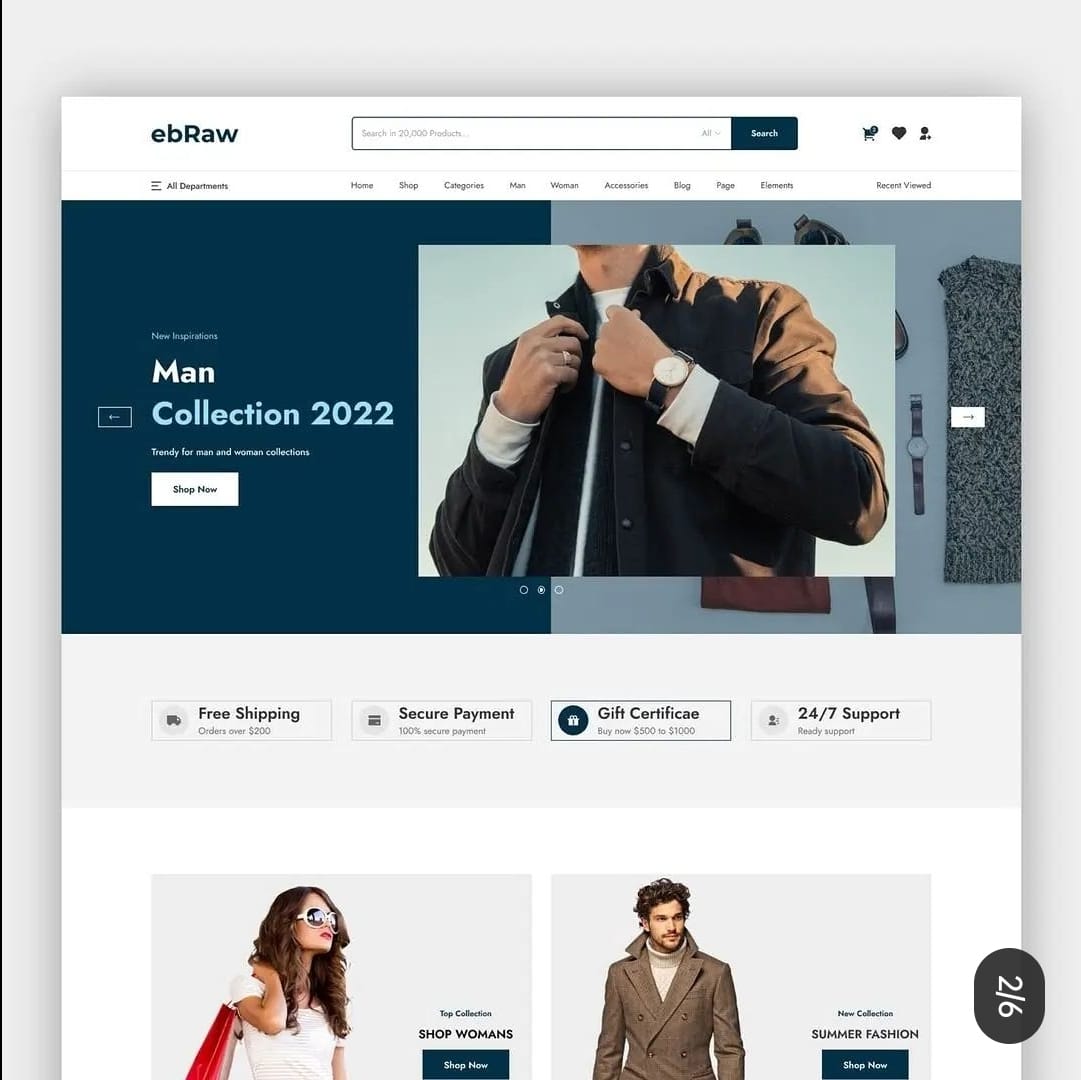 ebRaw
Search in 20,000 Products...
All
Search
2
All Departments
Home
Shop
Categories
Man
Woman
Accessories
Blog
Page
Elements
Recent Viewed
New Inspirations
Man
Collection 2022
Trendy for man and woman collections
Shop Now
Free Shipping
Orders over $200
Secure Payment
100% secure payment
Gift Certificae
Buy now $500 to $1000
24/7 Support
Ready support
Top Collection
SHOP WOMANS
Shop Now
New Collection
SUMMER FASHION
Shop Now
2/6